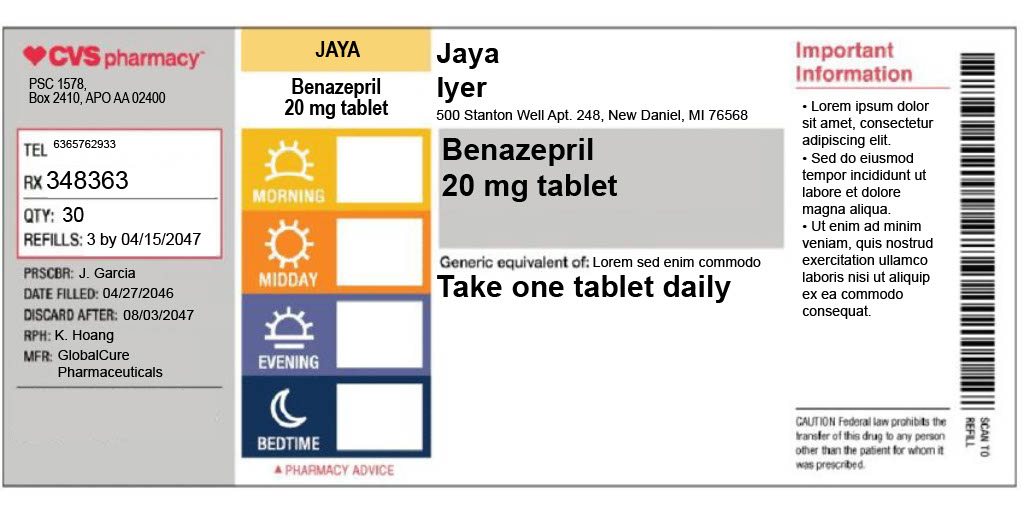 CVS pharmacy
PSC 1578,
Box 2410, APO AA 02400
TEL 6365762933
RX 348363
QTY: 30
REFILLS: 3 by 04/15/2047
PRSCBR: J. Garcia
DATE FILLED: 04/27/2046
DISCARD AFTER: 08/03/2047
RPH: K. Hoang
MFR: GlobalCure
Pharmaceuticals
JAYA
Benazepril
20 mg tablet
MORNING
MIDDAY
EVENING
BEDTIME
▲ PHARMACY ADVICE
Jaya
Iyer
500 Stanton Well Apt. 248, New Daniel, MI 76568
Benazepril
20 mg tablet
Generic equivalent of: Lorem sed enim commodo
Take one tablet daily
Important
Information
• Lorem ipsum dolor
sit amet, consectetur
adipiscing elit.
• Sed do eiusmod
tempor incididunt ut
labore et dolore
magna aliqua.
• Ut enim ad minim
veniam, quis nostrud
exercitation ullamco
laboris nisi ut aliquip
ex ea commodo
consequat.
CAUTION Federal law prohibits the
transfer of this drug to any person
other than the patient for whom it
was prescribed.
SCAN TO
REFILL